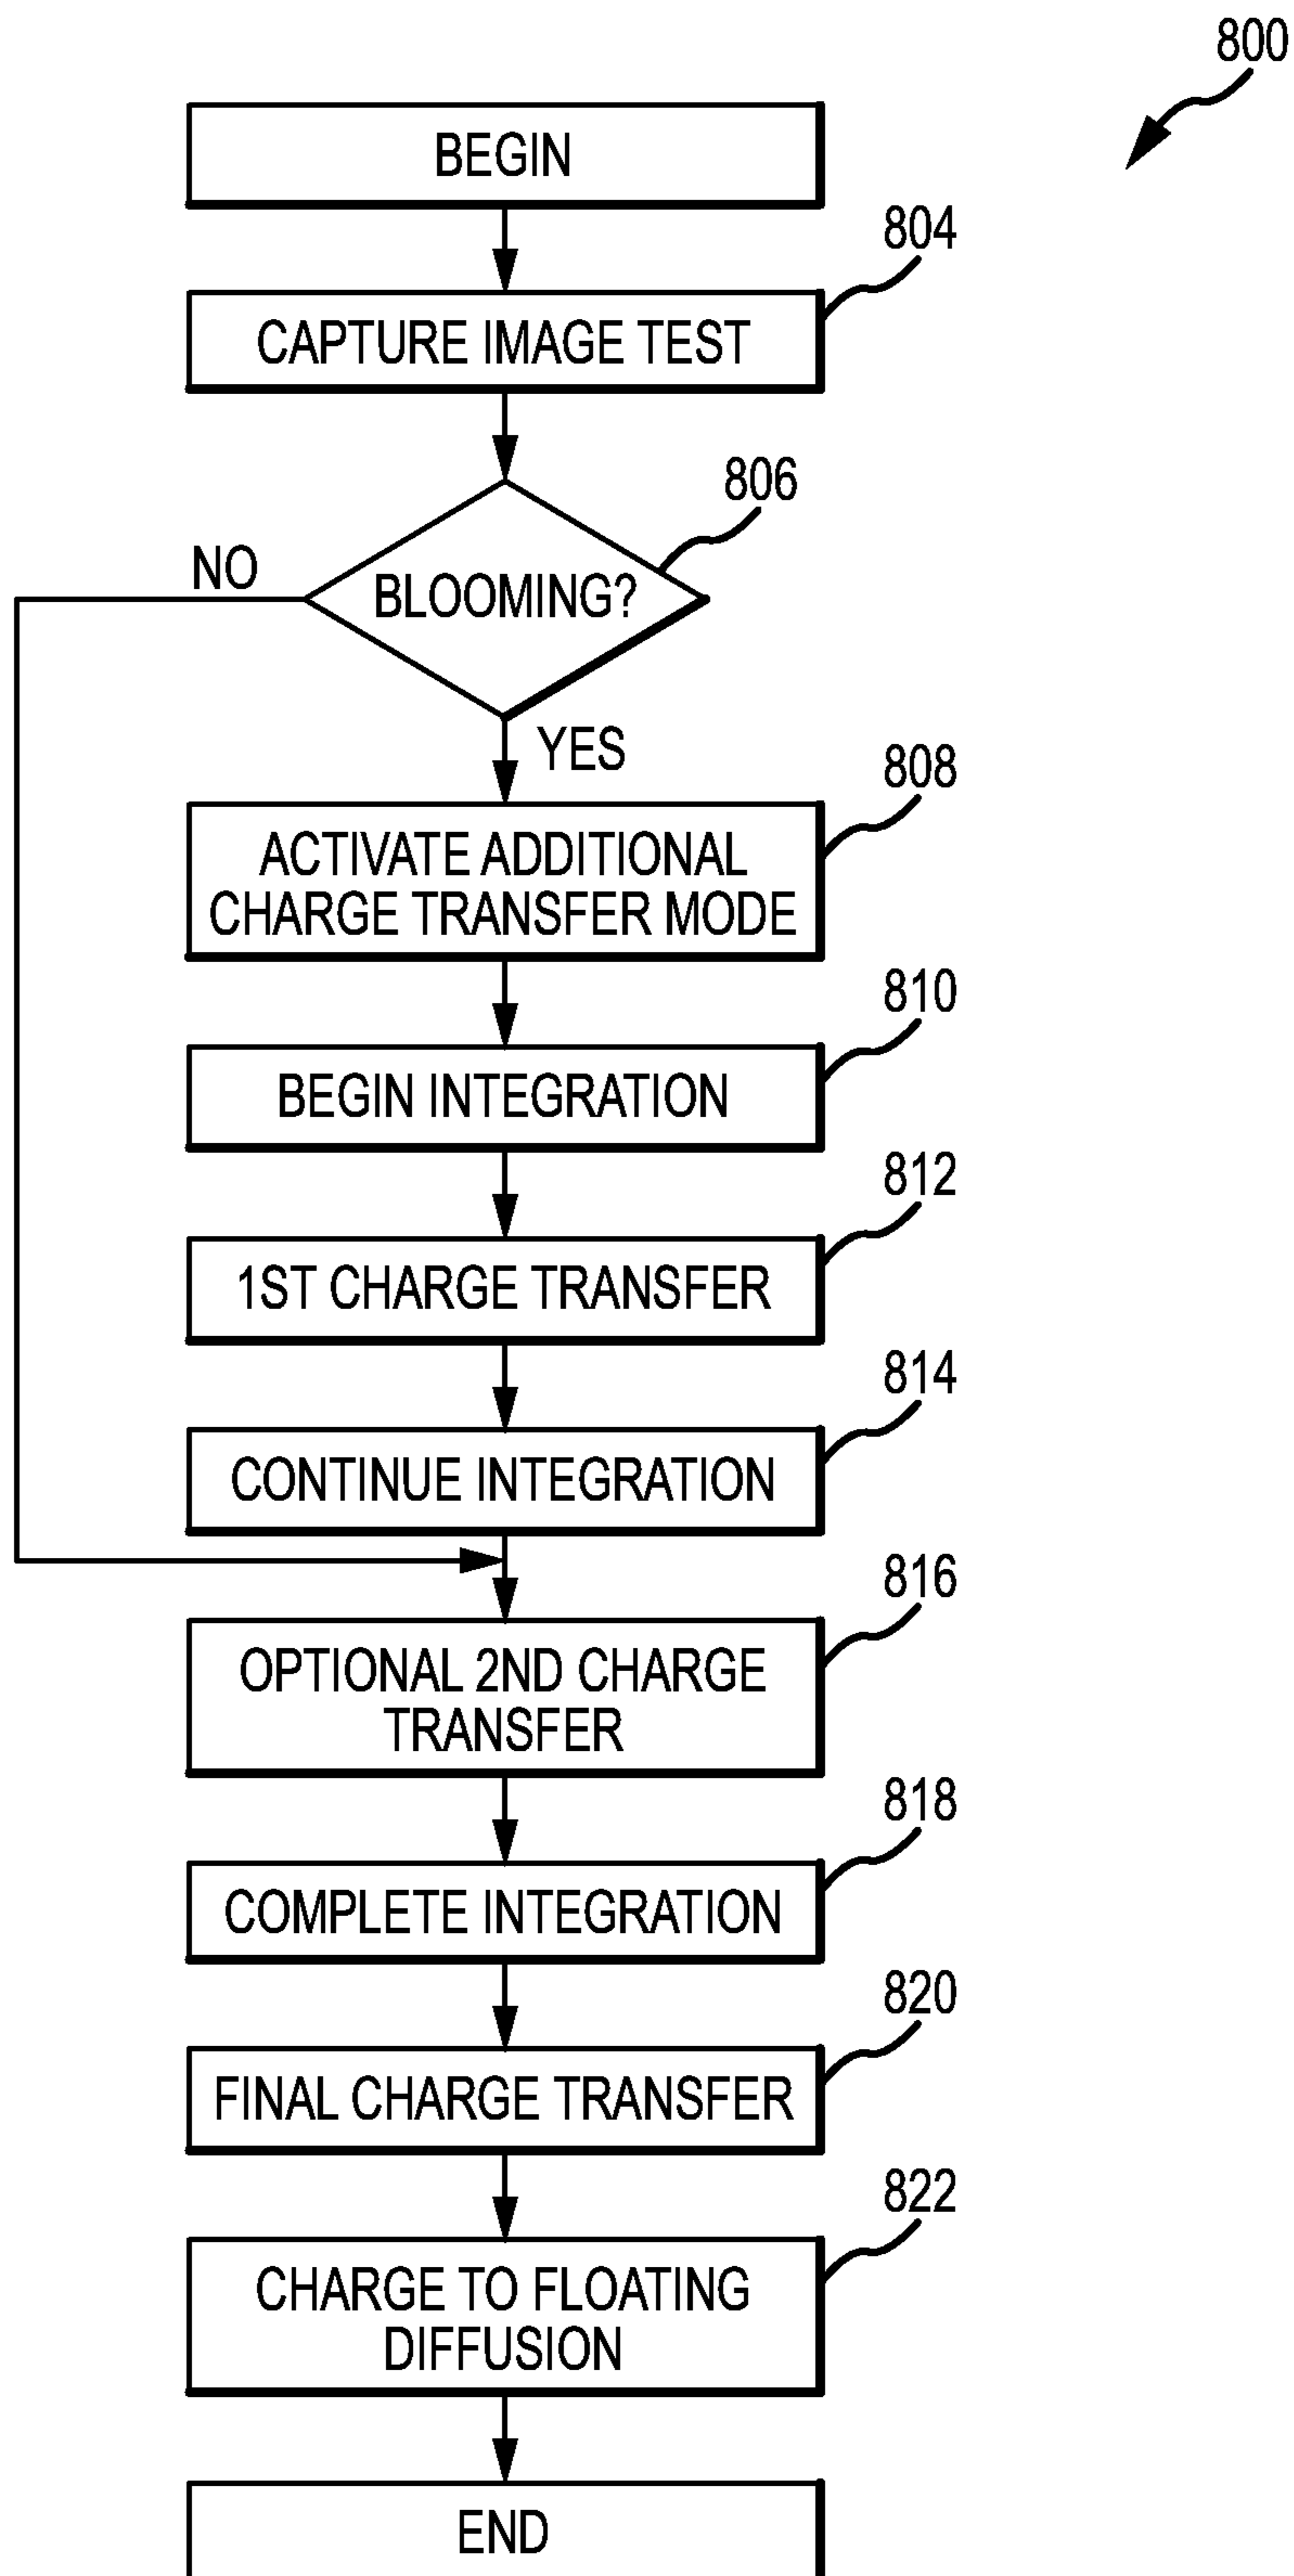 800
BEGIN
804
CAPTURE IMAGE TEST
806
BLOOMING?
NO
YES
808
ACTIVATE ADDITIONAL
CHARGE TRANSFER MODE
810
BEGIN INTEGRATION
812
1ST CHARGE TRANSFER
814
CONTINUE INTEGRATION
816
OPTIONAL 2ND CHARGE
TRANSFER
818
COMPLETE INTEGRATION
820
FINAL CHARGE TRANSFER
822
CHARGE TO FLOATING
DIFFUSION
END